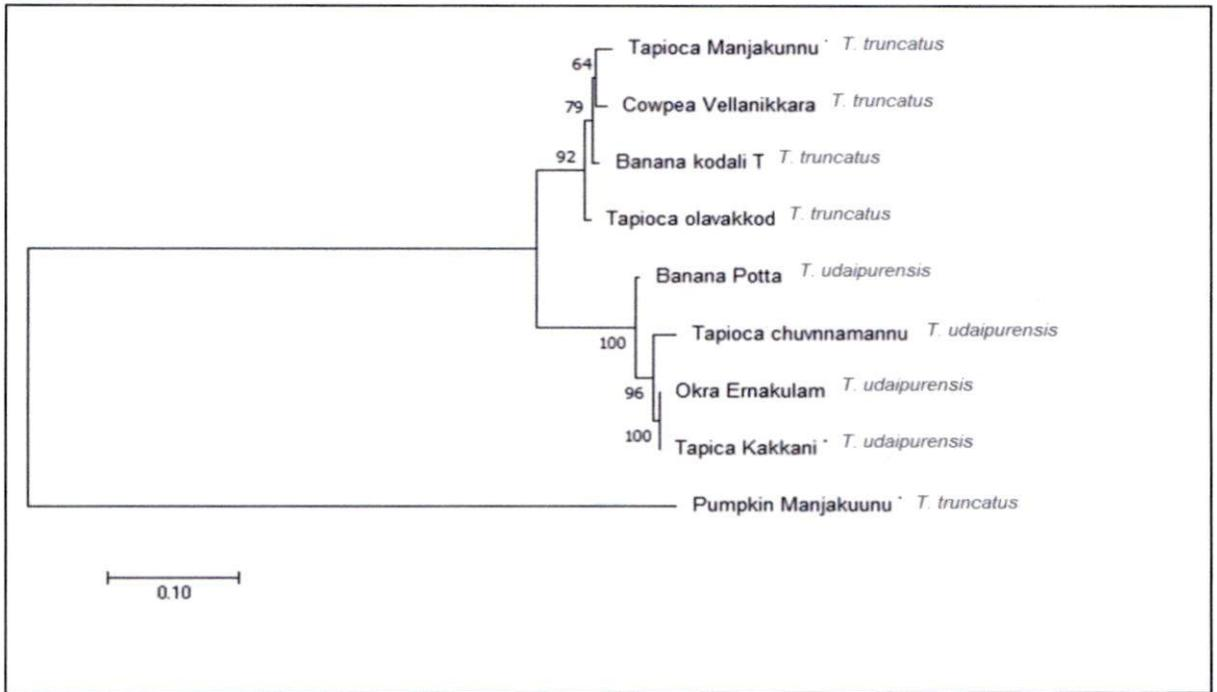 Tapioca Manjakunnu T. truncatus
64
Cowpea Vellanikkara T. truncatus
79
Banana kodali T T. truncatus
92
Tapioca olavakkod T. truncatus
Banana Potta T. udaipurensis
Tapioca chuvnnamannu T. udaipurensis
100
Okra Ernakulam T. udaipurensis
96
Tapica Kakkani T. udaipurensis
100
Pumpkin Manjakuunu T. truncatus
0.10